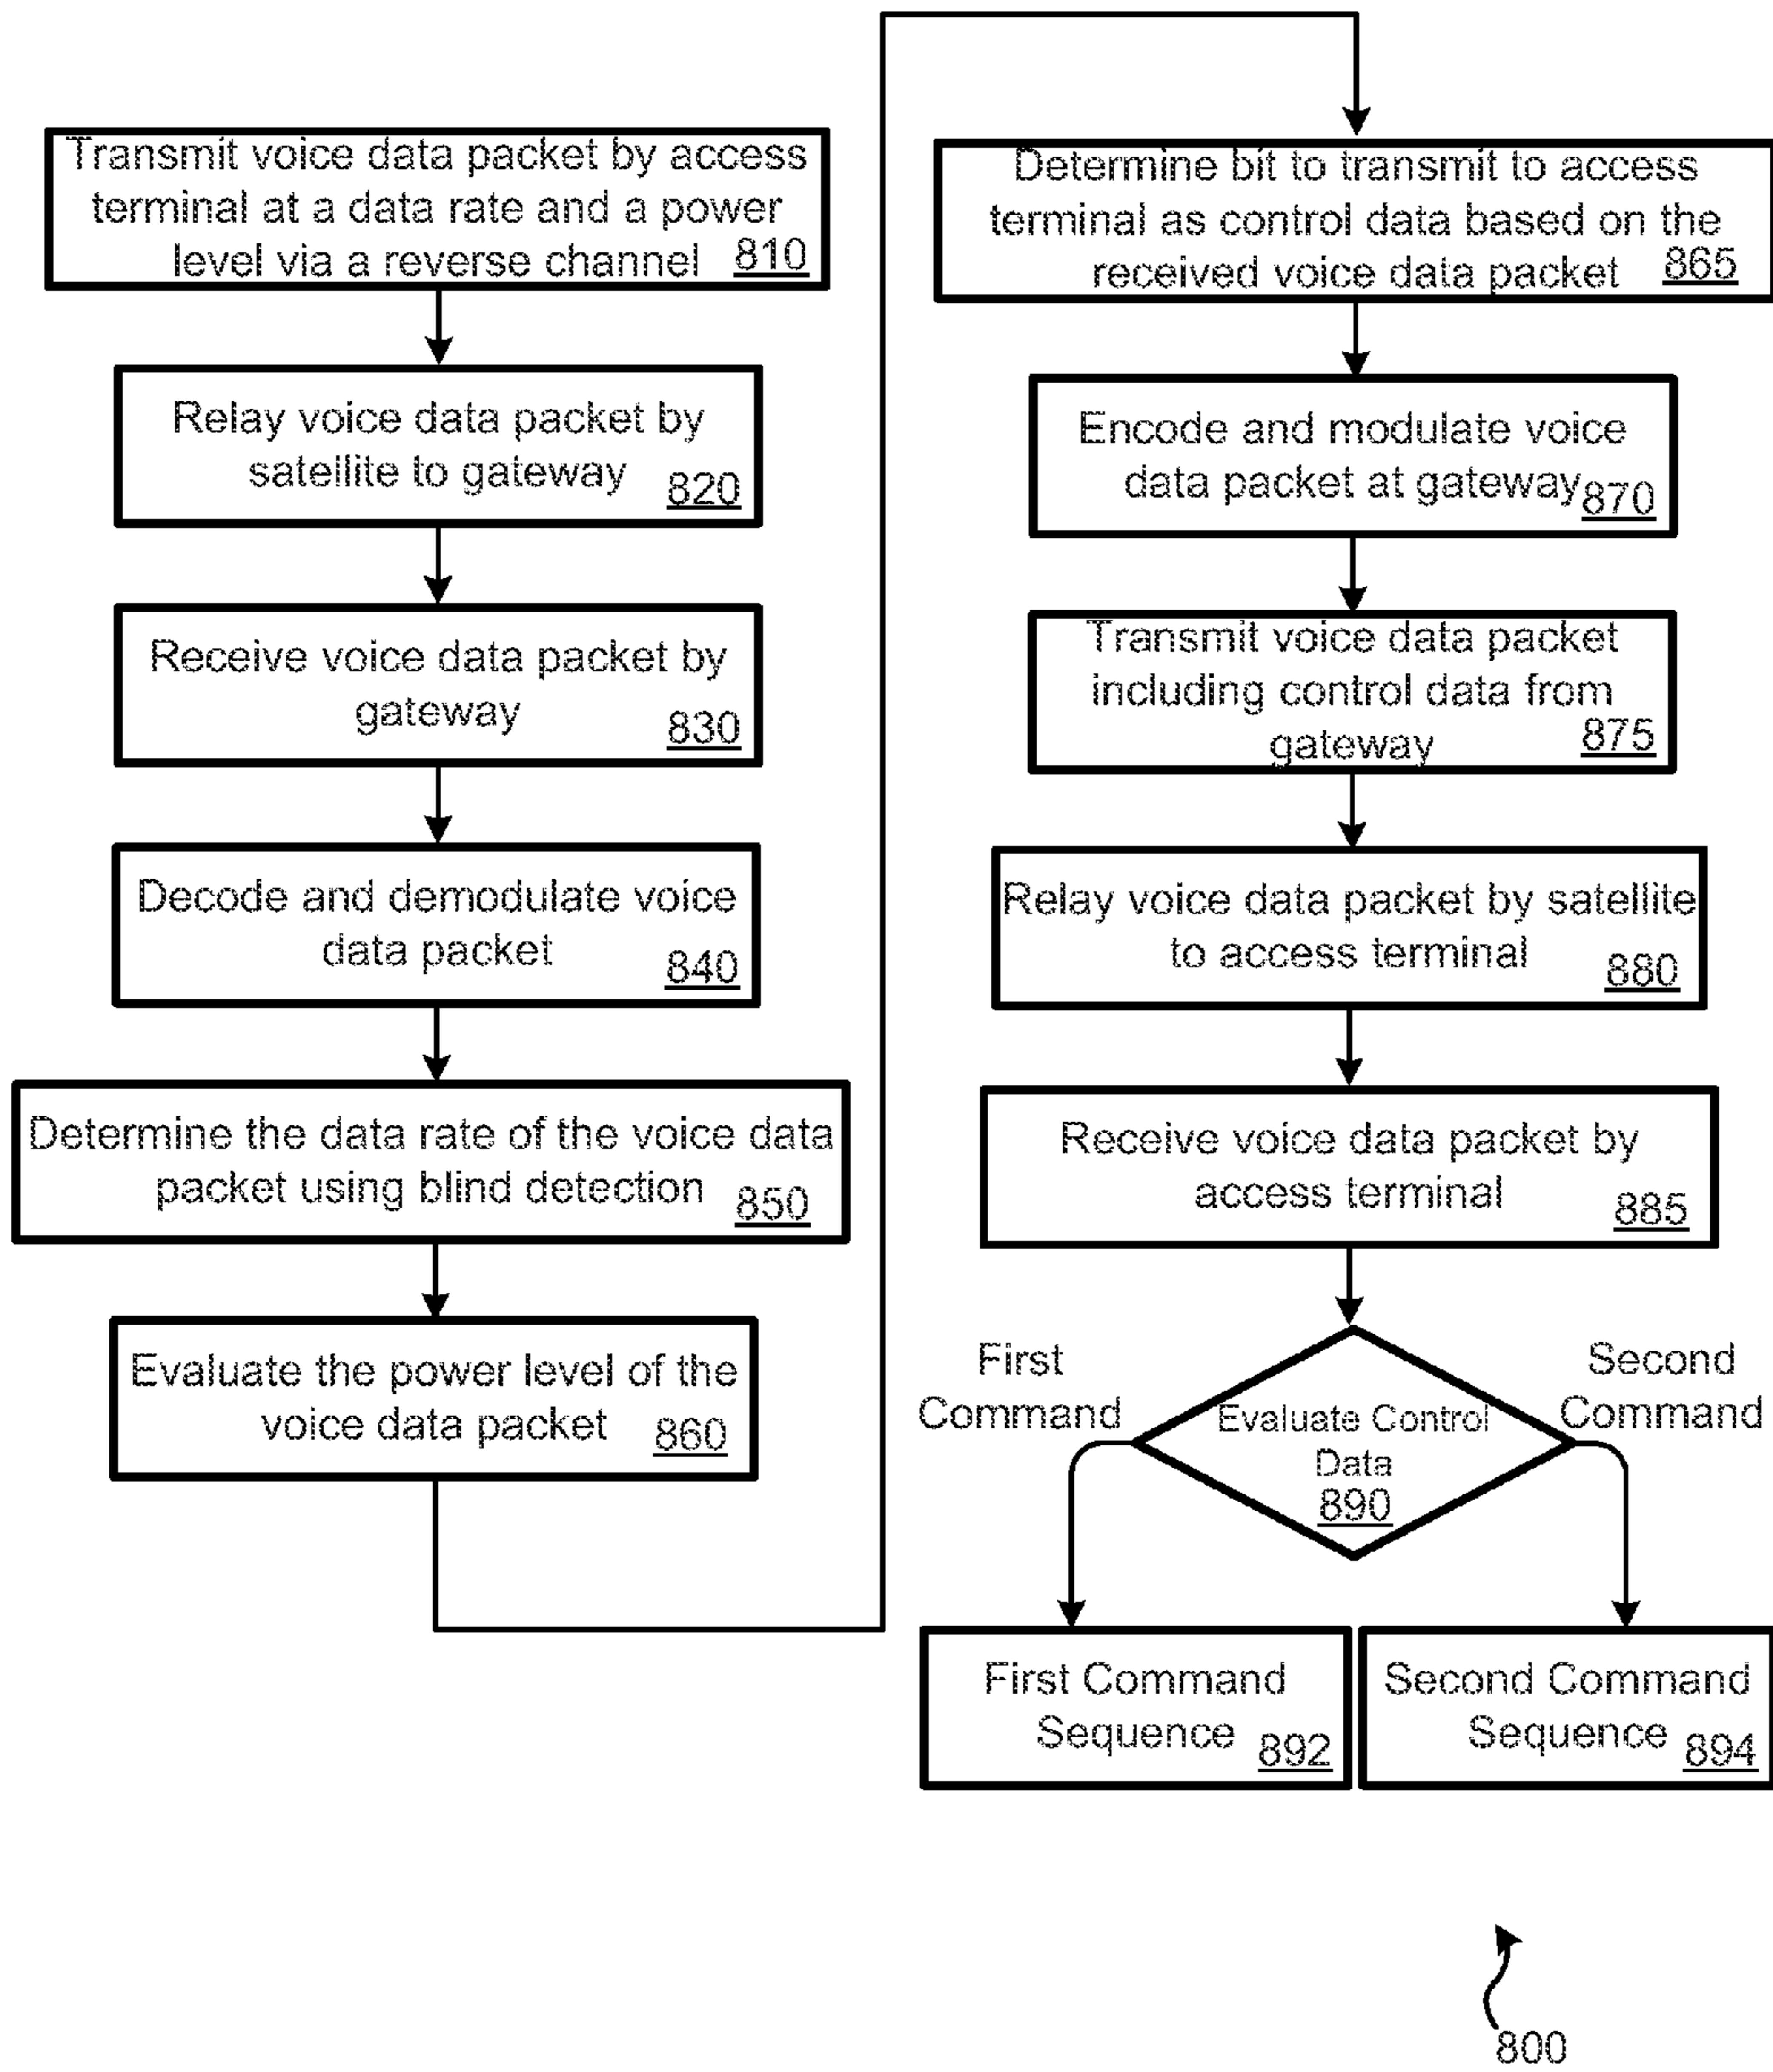 Transmit voice data packet by access
terminal at a data rate and a power
level via a reverse channel 810
Relay voice data packet by
satellite to gateway 820
Receive voice data packet by
gateway 830
Decode and demodulate voice
data packet 840
Determine the data rate of the voice data
packet using blind detection 850
Evaluate the power level of the
voice data packet 860
Determine bit to transmit to access
terminal as control data based on the
received voice data packet 865
Encode and modulate voice
data packet at gateway 870
Transmit voice data packet
including control data from
gateway 875
Relay voice data packet by satellite
to access terminal 880
Receive voice data packet by
access terminal 885
First
Command
Evaluate Control
Data
890
Second
Command
First Command
Sequence 892
Second Command
Sequence 894
800